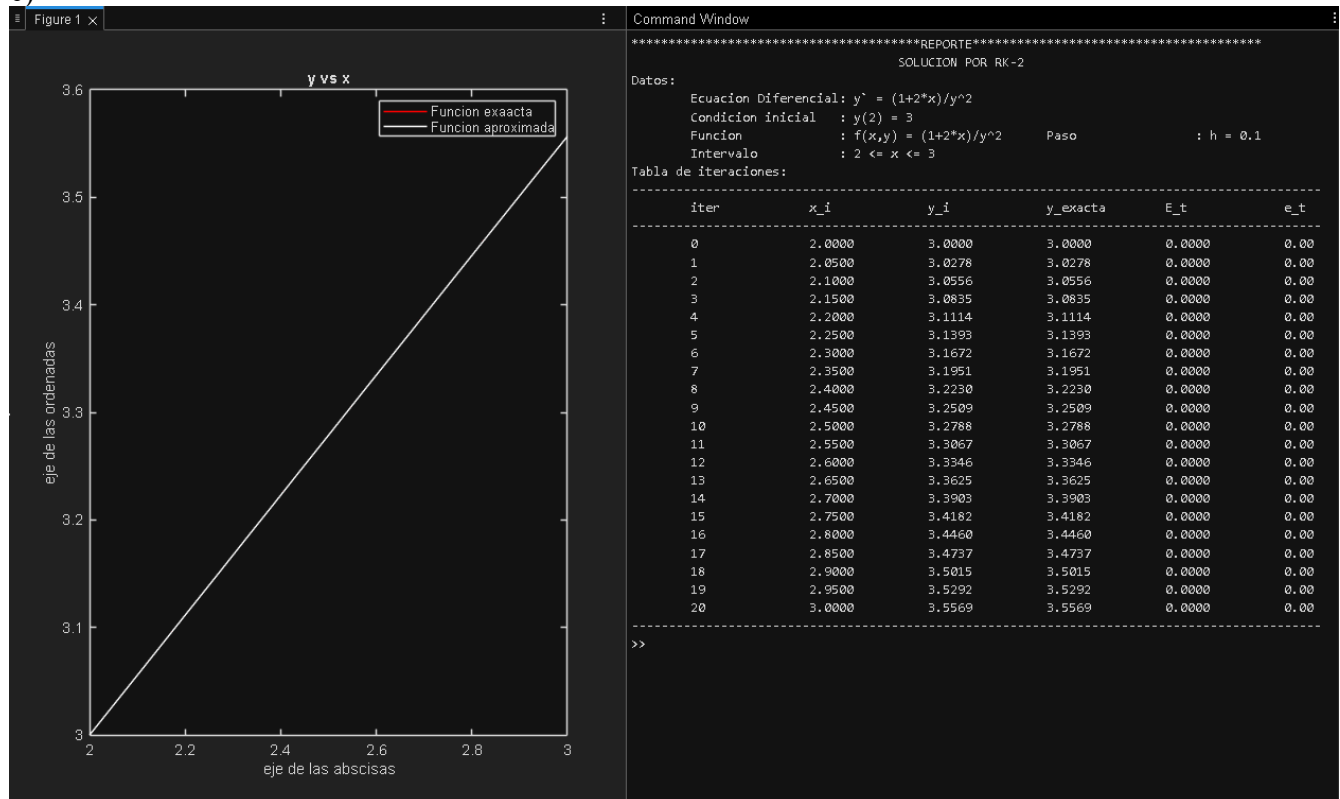 Figure 1
y vs x
Funcion exaacta
Funcion aproximada
3.6
3.5
3.4
3.3
3.2
3.1
3
2 2.2 2.4 2.6 2.8 3
eje de las abscisas
eje de las ordenadas
Command Window
***************************************REPORTE***************************************
SOLUCION POR RK-2
Datos:
Ecuacion Diferencial: y` = (1+2*x)/y^2
Condicion inicial : y(2) = 3
Funcion : f(x,y) = (1+2*x)/y^2 Paso : h = 0.1
Intervalo : 2 <= x <= 3
Tabla de iteraciones:
iter x_i y_i y_exacta E_t e_t
0 2.0000 3.0000 3.0000 0.0000 0.00
1 2.0500 3.0278 3.0278 0.0000 0.00
2 2.1000 3.0556 3.0556 0.0000 0.00
3 2.1500 3.0835 3.0835 0.0000 0.00
4 2.2000 3.1114 3.1114 0.0000 0.00
5 2.2500 3.1393 3.1393 0.0000 0.00
6 2.3000 3.1672 3.1672 0.0000 0.00
7 2.3500 3.1951 3.1951 0.0000 0.00
8 2.4000 3.2230 3.2230 0.0000 0.00
9 2.4500 3.2509 3.2509 0.0000 0.00
10 2.5000 3.2788 3.2788 0.0000 0.00
11 2.5500 3.3067 3.3067 0.0000 0.00
12 2.6000 3.3346 3.3346 0.0000 0.00
13 2.6500 3.3625 3.3625 0.0000 0.00
14 2.7000 3.3903 3.3903 0.0000 0.00
15 2.7500 3.4182 3.4182 0.0000 0.00
16 2.8000 3.4460 3.4460 0.0000 0.00
17 2.8500 3.4737 3.4737 0.0000 0.00
18 2.9000 3.5015 3.5015 0.0000 0.00
19 2.9500 3.5292 3.5292 0.0000 0.00
20 3.0000 3.5569 3.5569 0.0000 0.00
>>